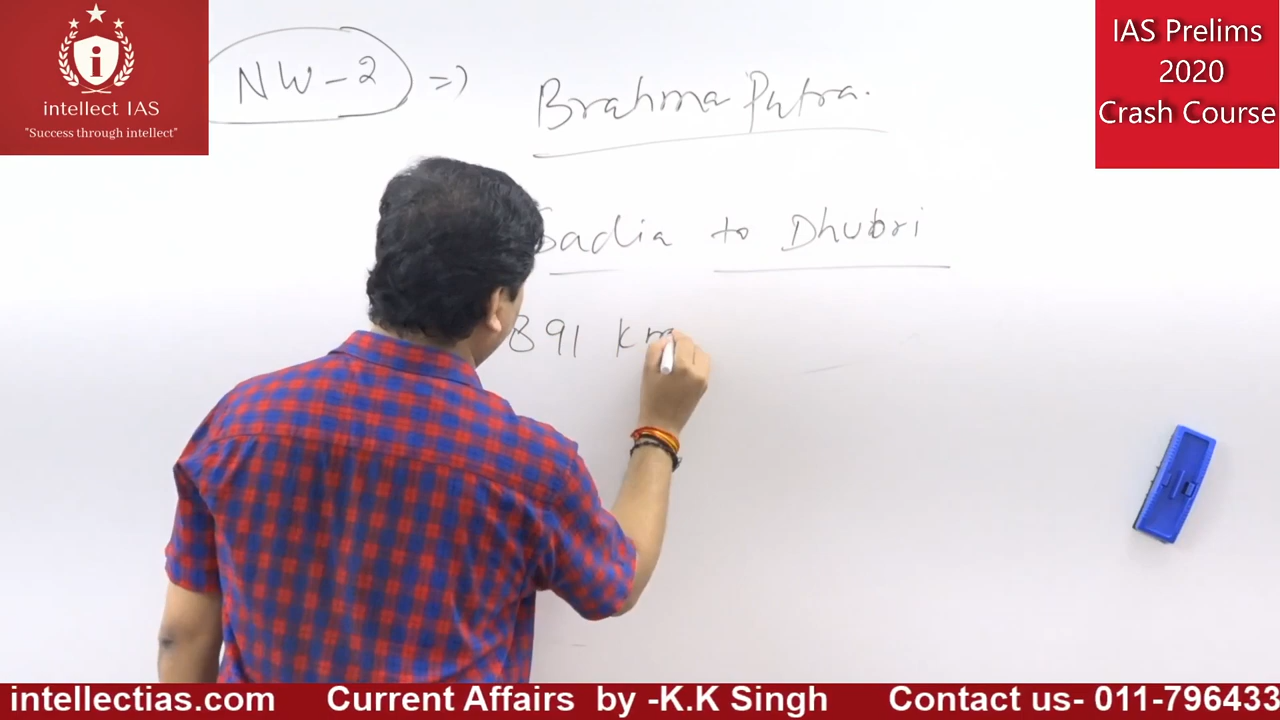 intellect IAS
"Success through intellect"
NW-2 =>
Brahma Putra.
Sadia to Dhubri
891 km
IAS Prelims
2020
Crash Course
intellectias.com Current Affairs by -K.K Singh Contact us- 011-796433